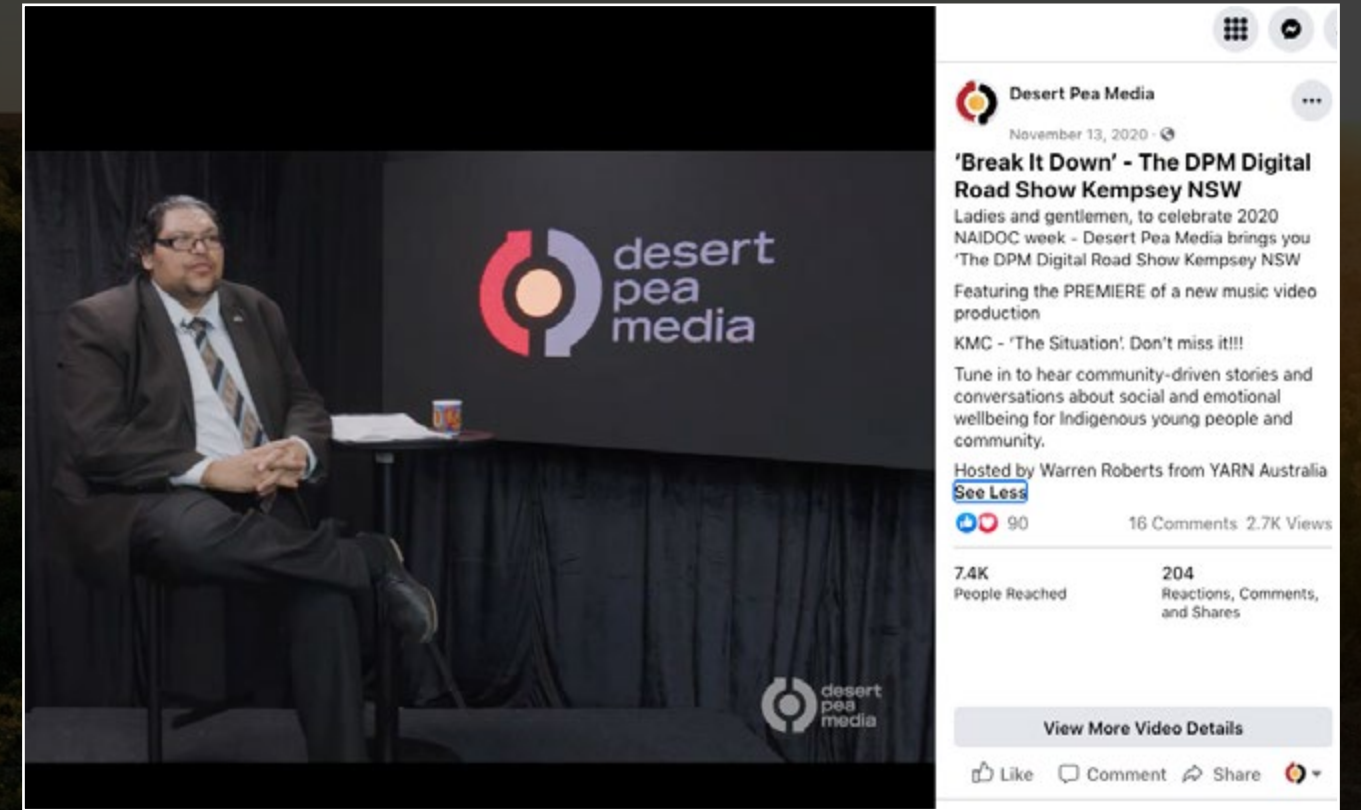 desert
pea
media
desert
pea
media
Desert Pea Media
November 13, 2020 ·
‘Break It Down’ - The DPM Digital
Road Show Kempsey NSW
Ladies and gentlemen, to celebrate 2020
NAIDOC week - Desert Pea Media brings you
‘The DPM Digital Road Show Kempsey NSW
Featuring the PREMIERE of a new music video
production
KMC - ‘The Situation’. Don’t miss it!!!
Tune in to hear community-driven stories and
conversations about social and emotional
wellbeing for Indigenous young people and
community.
Hosted by Warren Roberts from YARN Australia
See Less
90 16 Comments 2.7K Views
7.4K 204
People Reached Reactions, Comments,
and Shares
View More Video Details
Like Comment Share